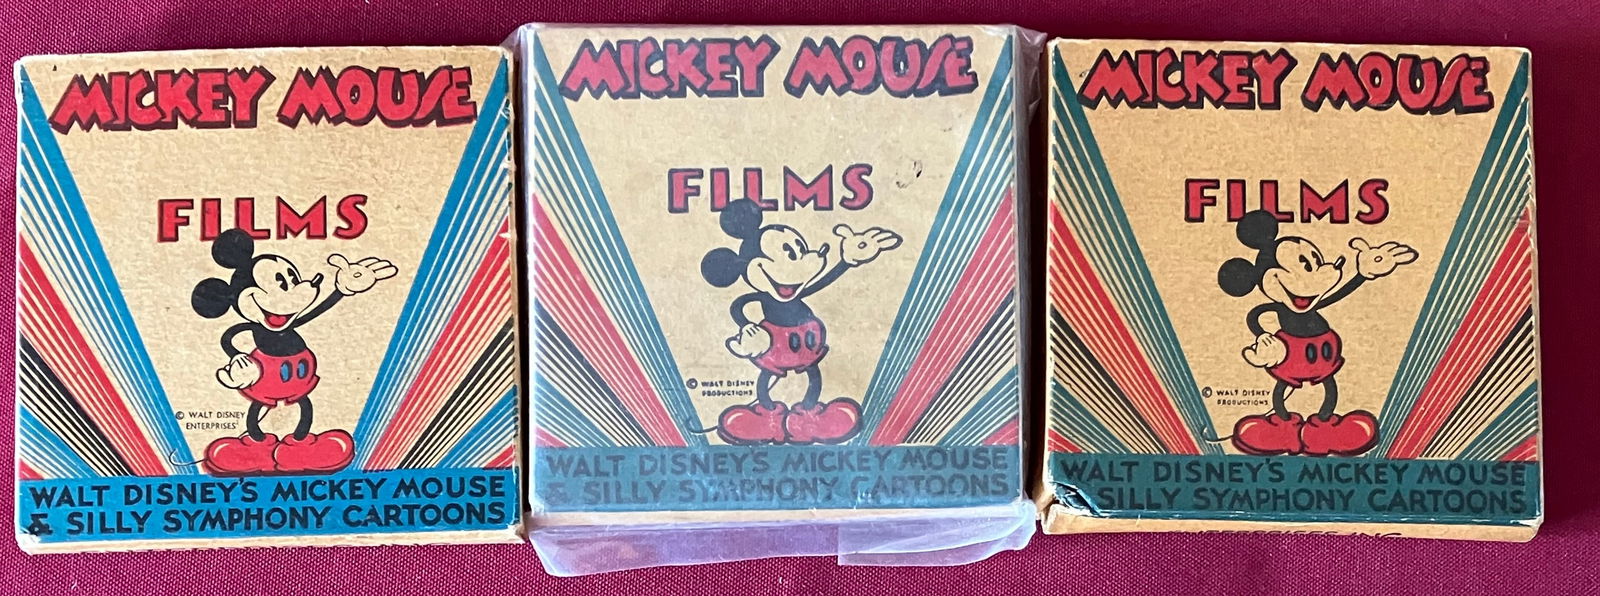 MICKEY MOUSE
FILMS
© WALT DISNEY
ENTERPRISES
WALT DISNEY'S MICKEY MOUSE
& SILLY SYMPHONY CARTOONS
MICKEY MOUSE
FILMS
© WALT DISNEY
PRODUCTIONS
WALT DISNEY'S MICKEY MOUSE
& SILLY SYMPHONY CARTOONS
MICKEY MOUSE
FILMS
© WALT DISNEY
PRODUCTIONS
WALT DISNEY'S MICKEY MOUSE
SILLY SYMPHONY CARTOONS
INC